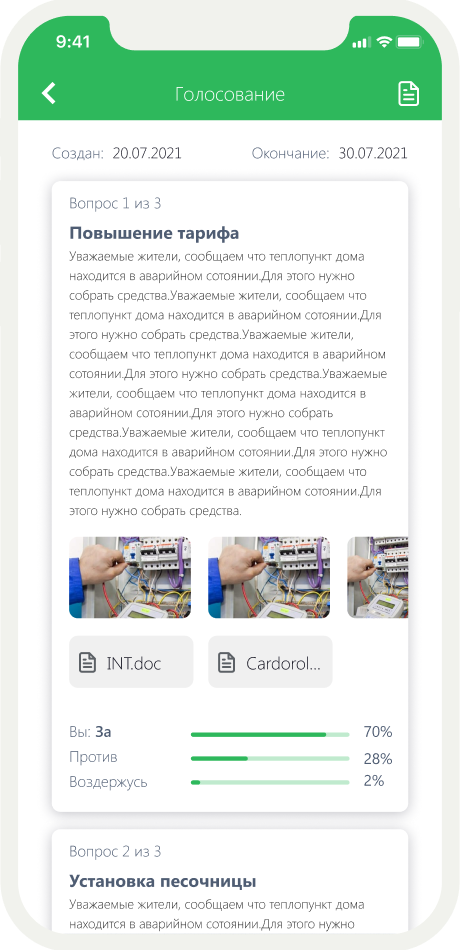 9:41
Голосование
Создан: 20.07.2021 Окончание: 30.07.2021
Вопрос 1 из 3
Повышение тарифа
Уважаемые жители, сообщаем что теплопункт дома
находится в аварийном сотоянии.Для этого нужно
собрать средства.Уважаемые жители, сообщаем что
теплопункт дома находится в аварийном сотоянии.Для
этого нужно собрать средства.Уважаемые жители,
сообщаем что теплопункт дома находится в аварийном
сотоянии.Для этого нужно собрать средства.Уважаемые
жители, сообщаем что теплопункт дома находится в
аварийном сотоянии.Для этого нужно собрать
средства.Уважаемые жители, сообщаем что теплопункт
дома находится в аварийном сотоянии.Для этого нужно
собрать средства.Уважаемые жители, сообщаем что
теплопункт дома находится в аварийном сотоянии.Для
этого нужно собрать средства.
INT.doc Cardorol...
Вы: За 70%
Против 28%
Воздержусь 2%
Вопрос 2 из 3
Установка песочницы
Уважаемые жители, сообщаем что теплопункт дома
находится в аварийном сотоянии.Для этого нужно